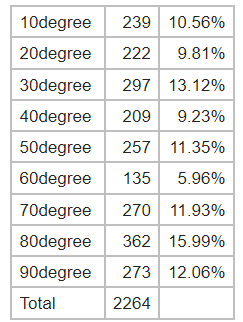 10degree 239 10.56%
20degree 222 9.81%
30degree 297 13.12%
40degree 209 9.23%
50degree 257 11.35%
60degree 135 5.96%
70degree 270 11.93%
80degree 362 15.99%
90degree 273 12.06%
Total 2264